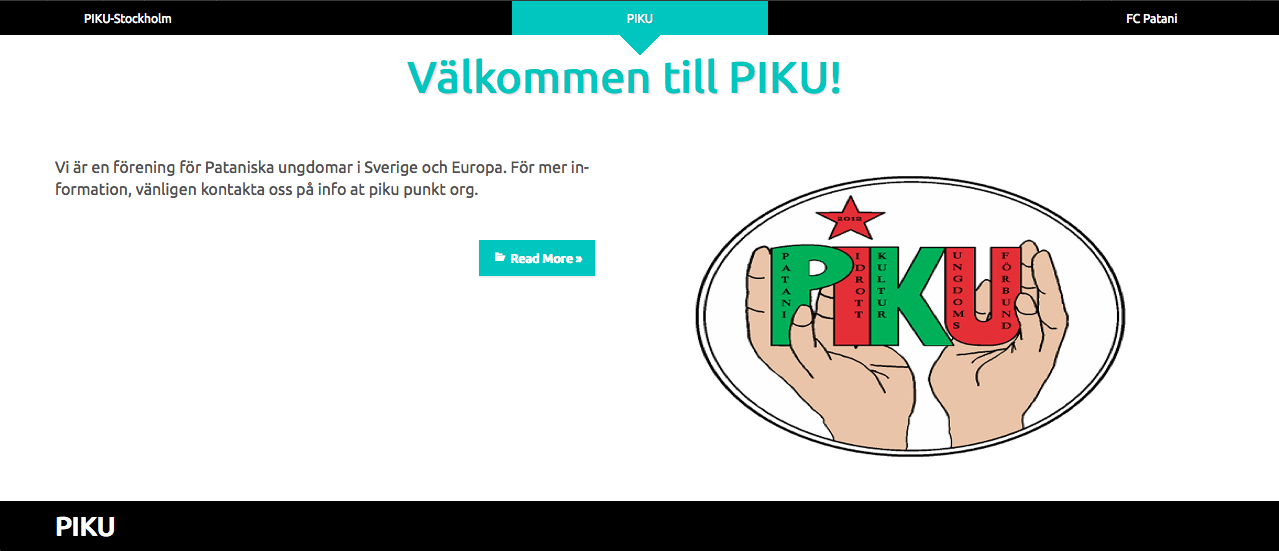 PIKU-Stockholm
PIKU
FC Patani
Välkommen till PIKU!
Vi är en förening för Pataniska ungdomar i Sverige och Europa. För mer in-
formation, vänligen kontakta oss på info at piku punkt org.
Read More »
2012
PIKU
PATANI
IDROTT
KULTUR
UNGDOMS
FÖRBUND
PIKU